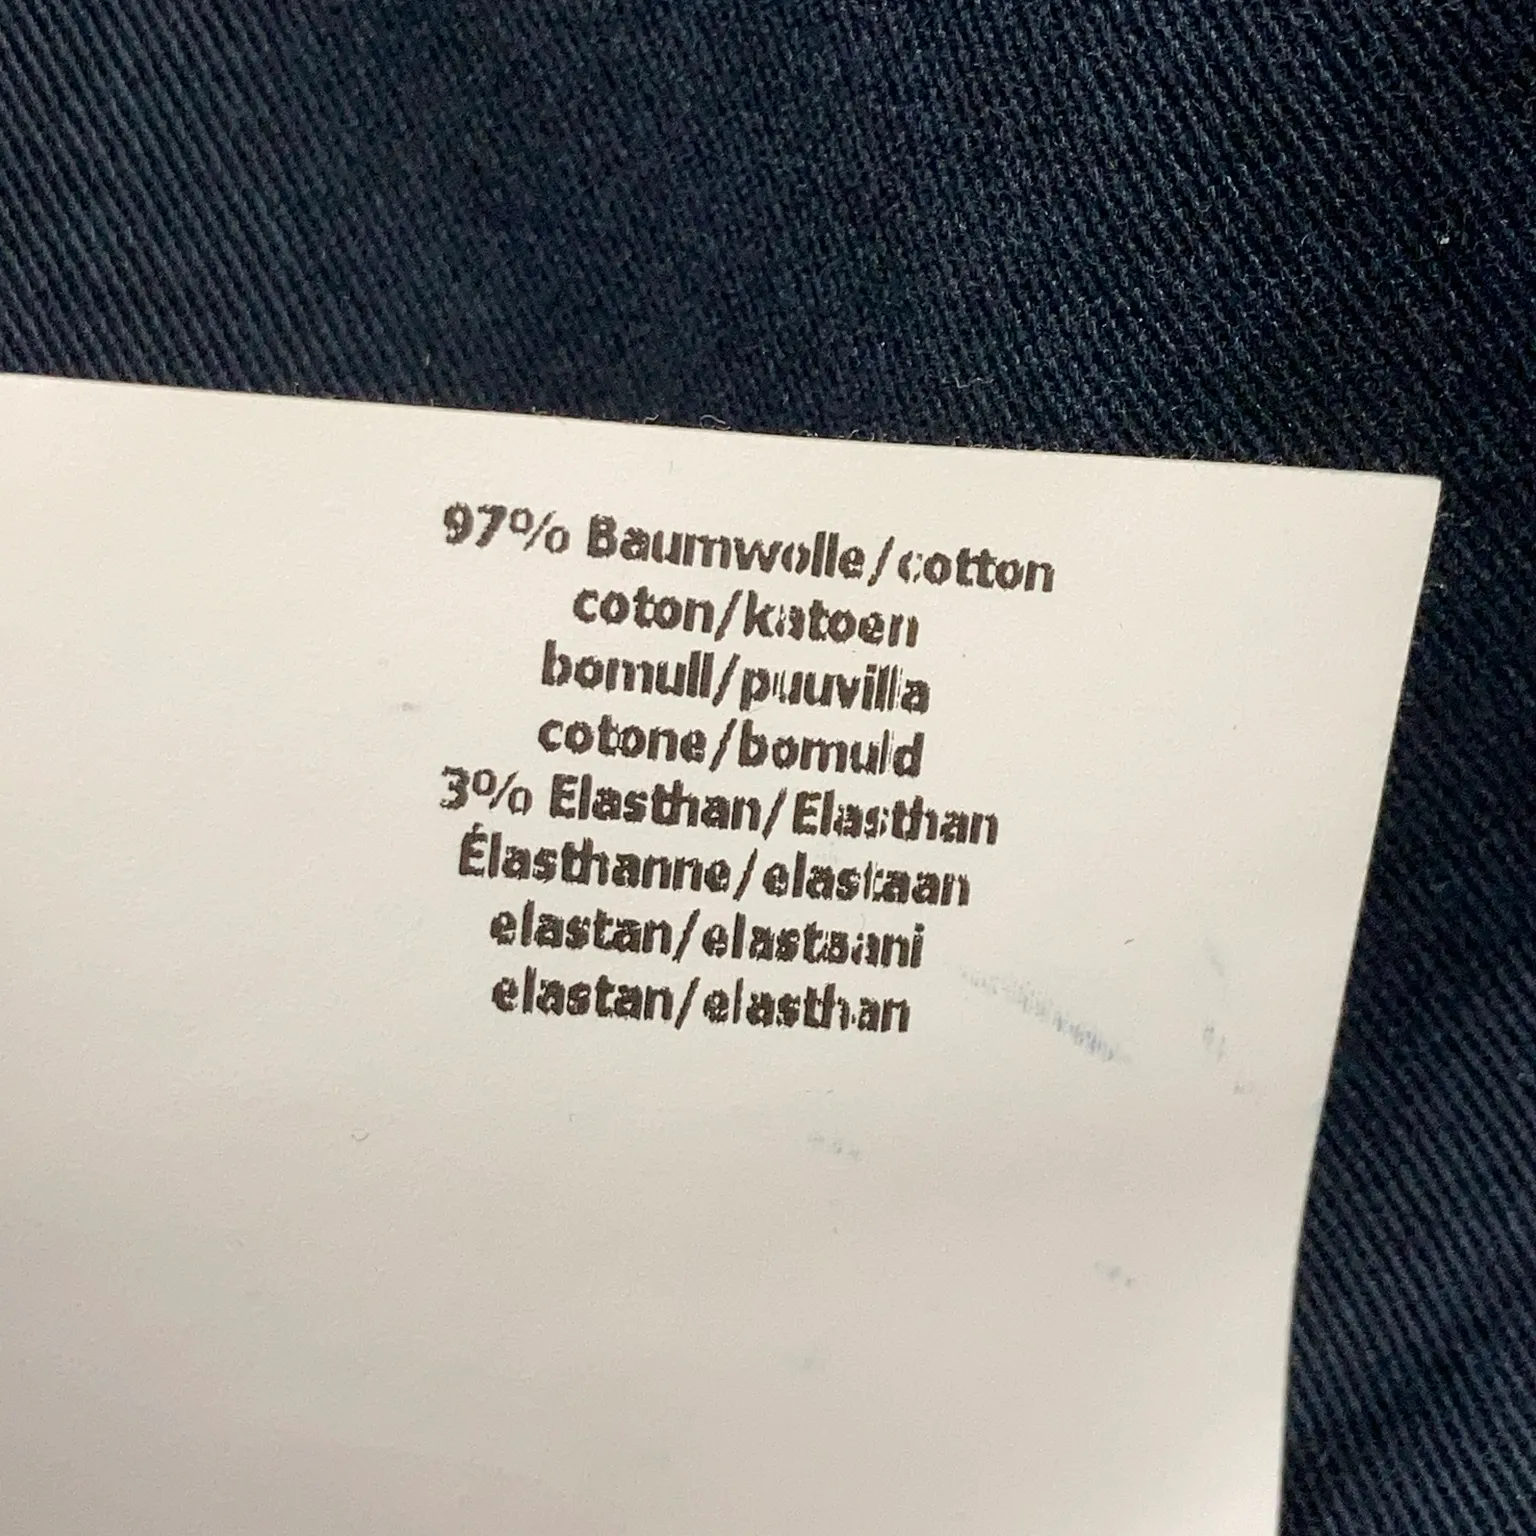 97% Baumwolle/cotton
coton/katoen
bomull/puuvilla
cotone/bomuld
3% Elasthan/Elasthan
Élasthanne/elastaan
elastan/elastaani
elastan/elasthan